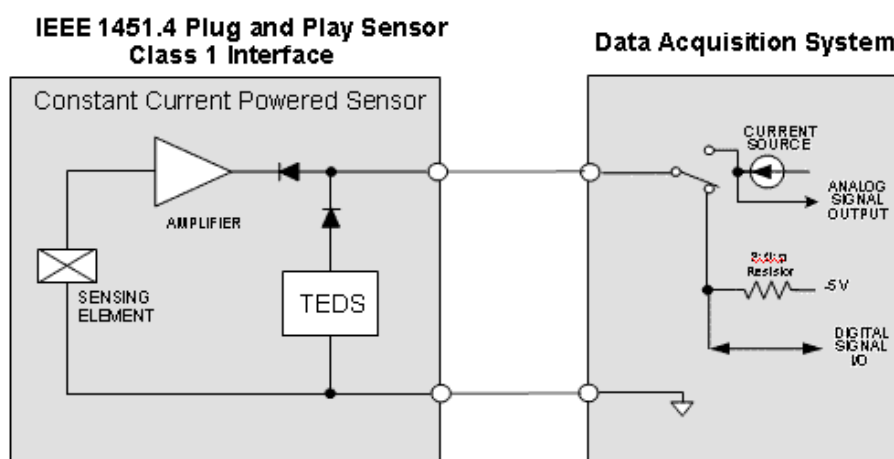 IEEE 1451.4 Plug and Play Sensor
Class 1 Interface
Data Acquisition System
Constant Current Powered Sensor
AMPLIFIER
SENSING
ELEMENT
TEDS
CURRENT
SOURCE
ANALOG
SIGNAL
OUTPUT
Resistor
-5V
DIGITAL
SIGNAL
I/O